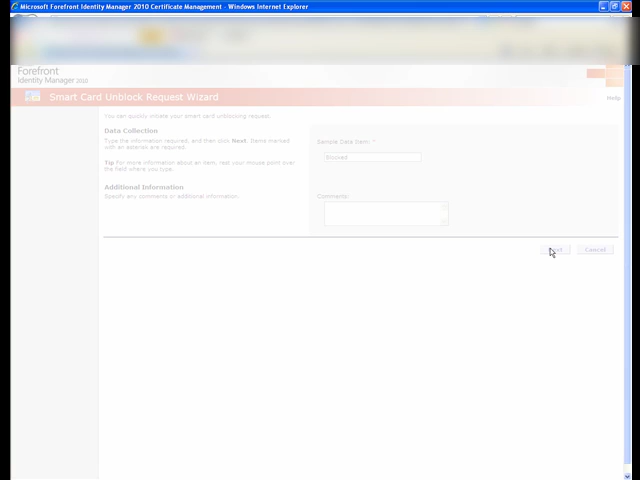 Microsoft Forefront Identity Manager 2010 Certificate Management - Windows Internet Explorer
Forefront
Identity Manager 2010
Smart Card Unblock Request Wizard
Help
You can quickly initiate your smart card unblocking request.
Data Collection
Type the information required, and then click Next. Items marked
with an asterisk are required.
Sample Data Item: *
Blocked
Tip For more information about an item, rest your mouse point over
the field where you type.
Additional Information
Specify any comments or additional information.
Comments:
Next
Cancel